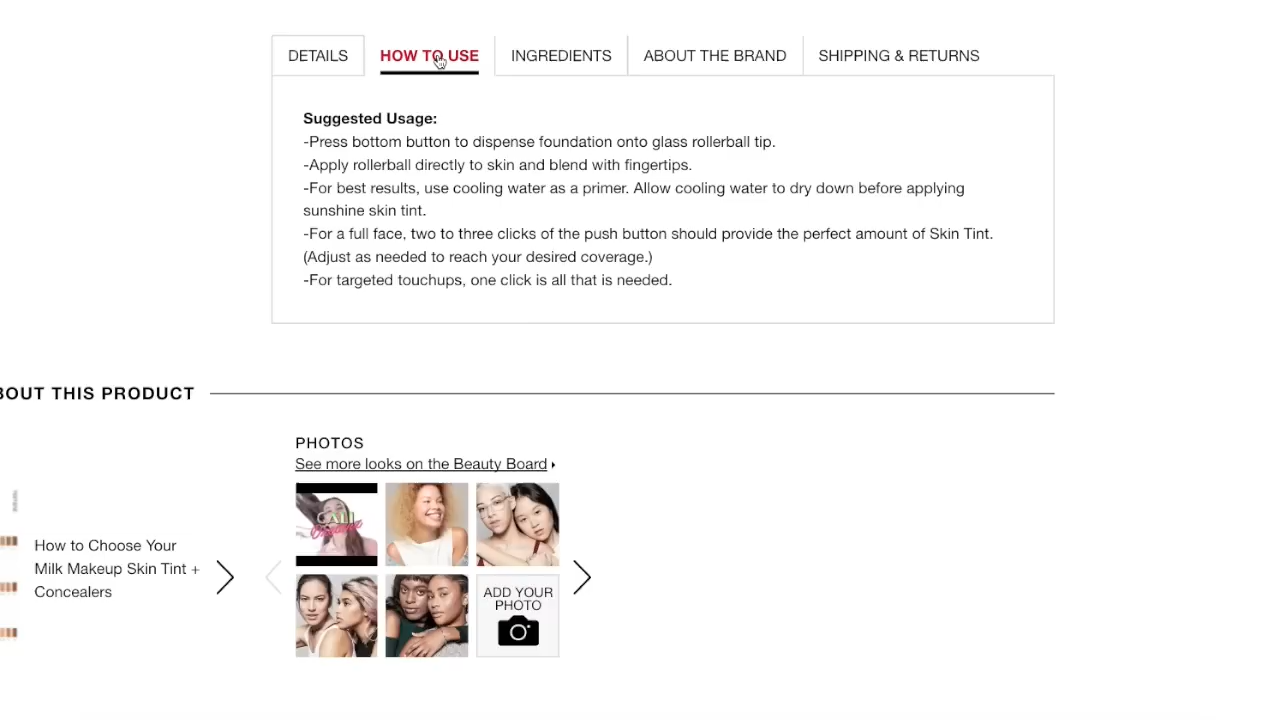 DETAILS
HOW TO USE
INGREDIENTS
ABOUT THE BRAND
SHIPPING & RETURNS
Suggested Usage:
-Press bottom button to dispense foundation onto glass rollerball tip.
-Apply rollerball directly to skin and blend with fingertips.
-For best results, use cooling water as a primer. Allow cooling water to dry down before applying
sunshine skin tint.
-For a full face, two to three clicks of the push button should provide the perfect amount of Skin Tint.
(Adjust as needed to reach your desired coverage.)
-For targeted touchups, one click is all that is needed.
BOUT THIS PRODUCT
How to Choose Your
Milk Makeup Skin Tint +
Concealers
PHOTOS
See more looks on the Beauty Board
ADD YOUR
PHOTO